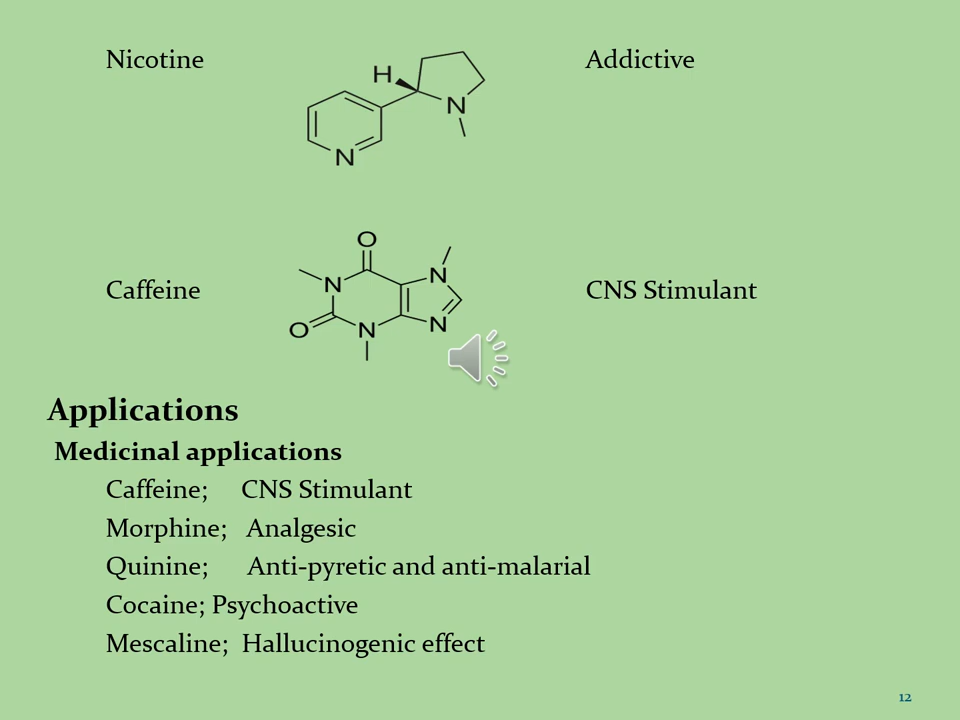 Nicotine
Addictive
H
N
N
O
N
N
Caffeine
CNS Stimulant
O
N
N
Applications
Medicinal applications
Caffeine; CNS Stimulant
Morphine; Analgesic
Quinine; Anti-pyretic and anti-malarial
Cocaine; Psychoactive
Mescaline; Hallucinogenic effect
12